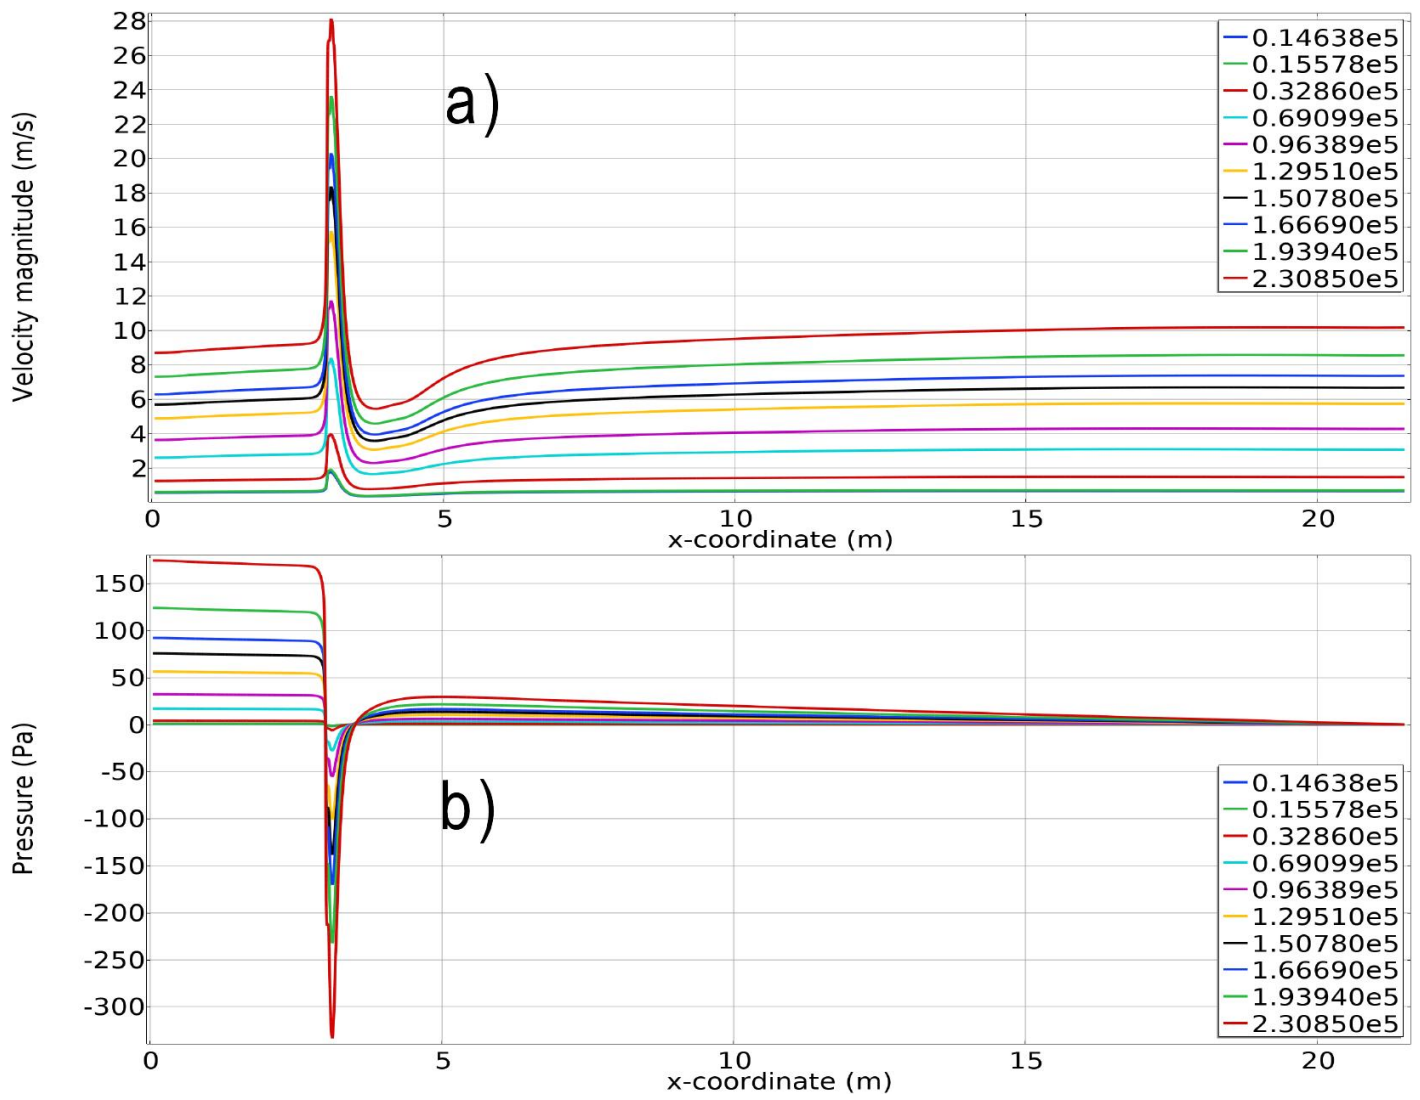 Velocity magnitude (m/s)
28
26
24
22
20
18
16
14
12
10
8
6
4
2
a)
0.14638e5
0.15578e5
0.32860e5
0.69099e5
0.96389e5
1.29510e5
1.50780e5
1.66690e5
1.93940e5
2.30850e5
0 5 10 15 20
x-coordinate (m)
Pressure (Pa)
150
100
50
0
-50
-100
-150
-200
-250
-300
b)
0.14638e5
0.15578e5
0.32860e5
0.69099e5
0.96389e5
1.29510e5
1.50780e5
1.66690e5
1.93940e5
2.30850e5
0 5 10 15 20
x-coordinate (m)